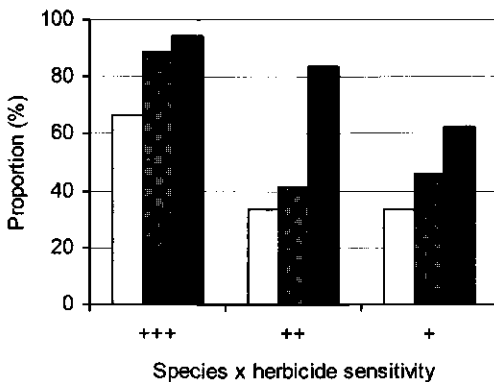 100
80
60
40
20
0
Proportion (%)
+++ ++ +
Species x herbicide sensitivity